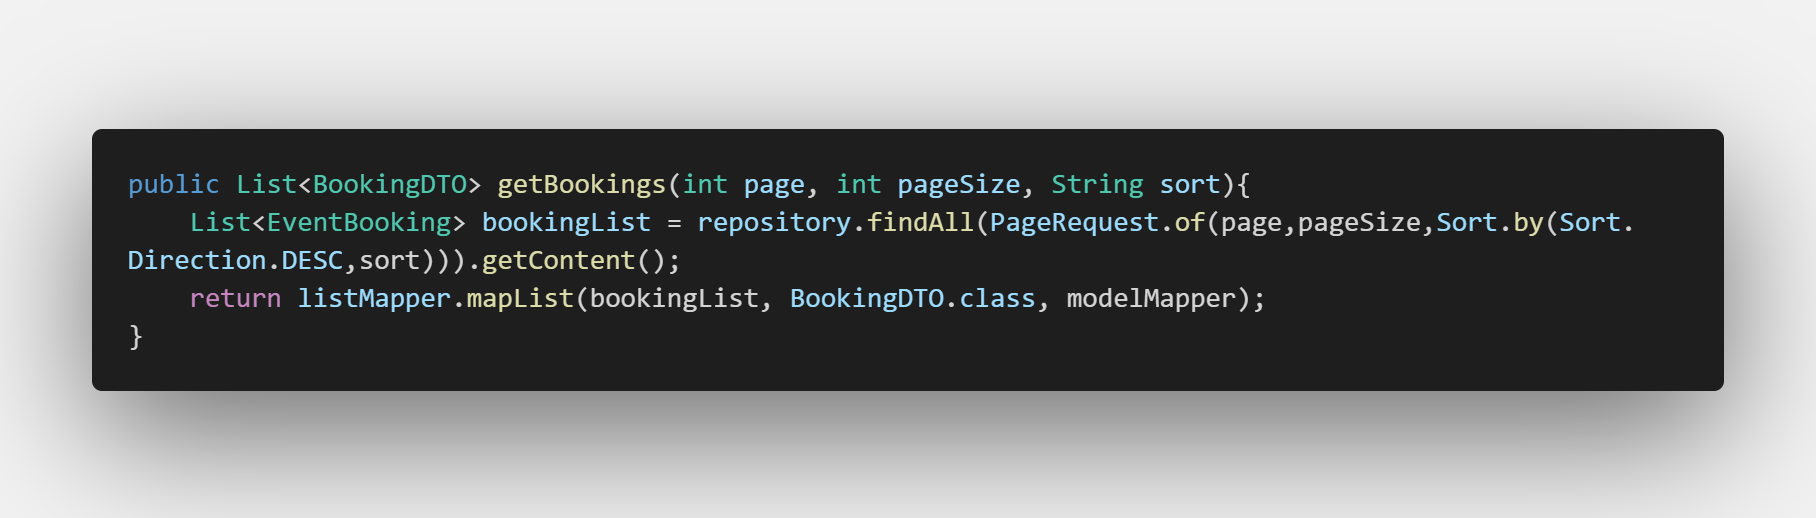 public List<BookingDTO> getBookings(int page, int pageSize, String sort){
    List<EventBooking> bookingList = repository.findAll(PageRequest.of(page,pageSize,Sort.by(Sort.
Direction.DESC,sort))).getContent();
    return listMapper.mapList(bookingList, BookingDTO.class, modelMapper);
}